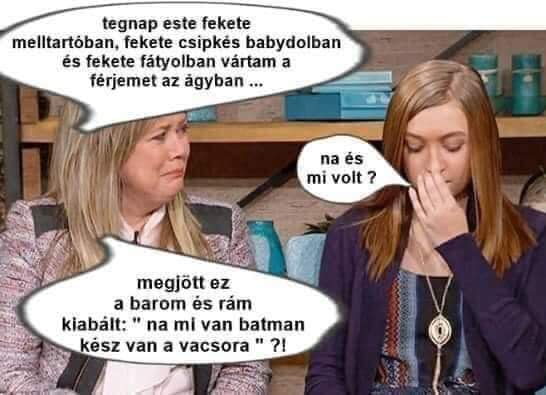 tegnap este fekete
melltartóban, fekete csipkés babydolban
és fekete fátyolban vártam a
férjemet az ágyban ...
na és
mi volt ?
megjött ez
a barom és rám
kiabált: " na mi van batman
kész van a vacsora " ?!